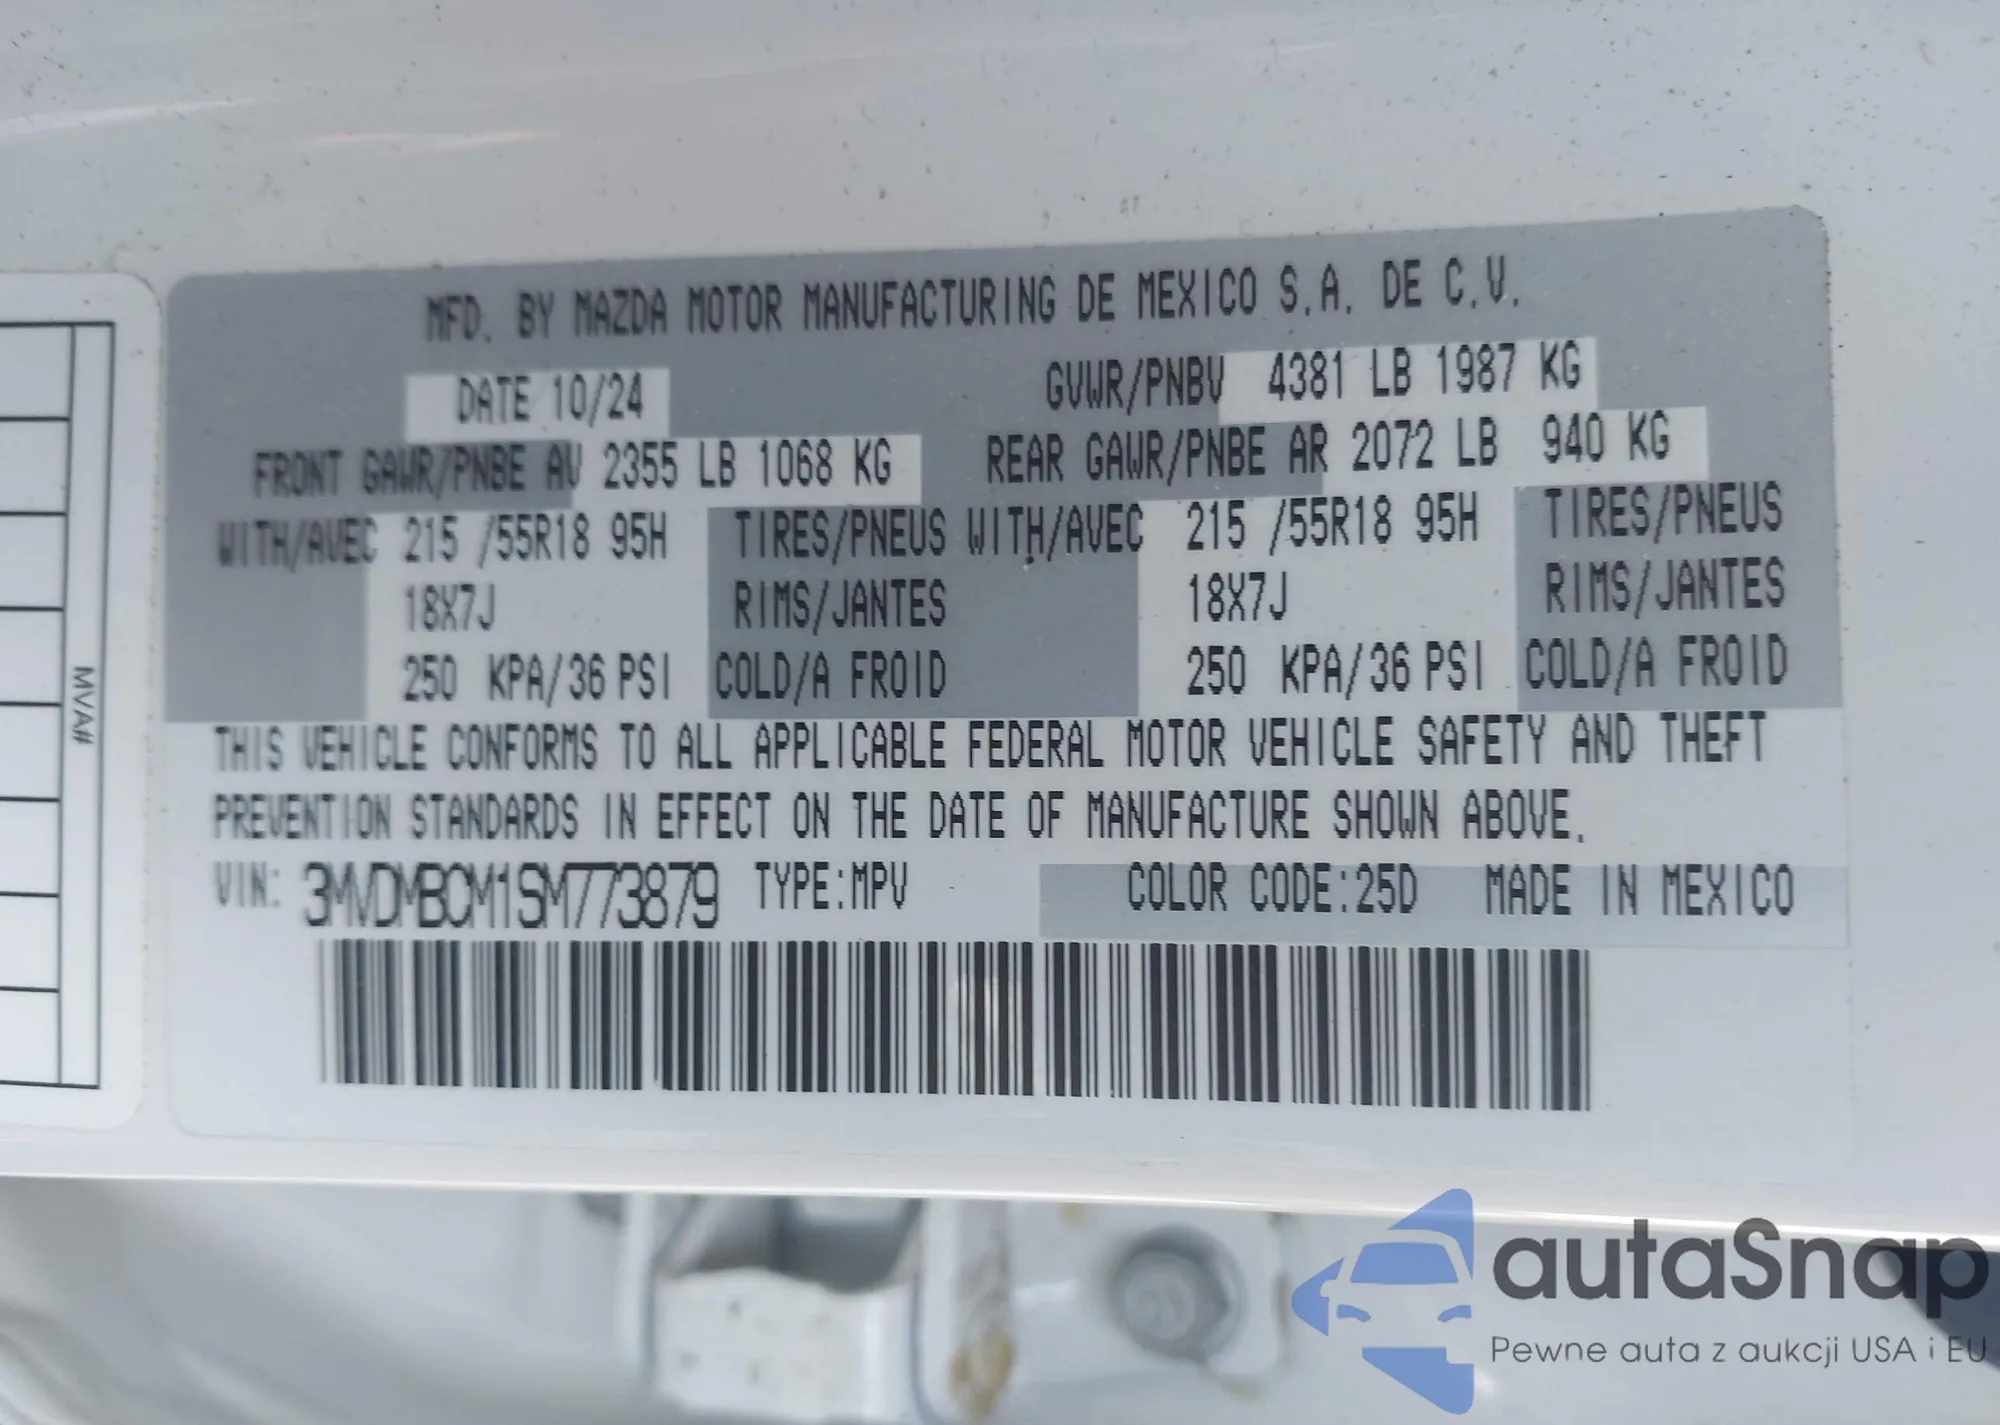 MFD. BY MAZDA MOTOR MANUFACTURING DE MEXICO S.A. DE C.V.
DATE 10/24 GVWR/PNBV 4381 LB 1987 KG
FRONT GAWR/PNBE AV 2355 LB 1068 KG REAR GAWR/PNBE AR 2072 LB 940 KG
WITH/AVEC 215 /55R18 95H TIRES/PNEUS WITH/AVEC 215 /55R18 95H TIRES/PNEUS
18X7J RIMS/JANTES 18X7J RIMS/JANTES
250 KPA/36 PSI COLD/A FROID 250 KPA/36 PSI COLD/A FROID
THIS VEHICLE CONFORMS TO ALL APPLICABLE FEDERAL MOTOR VEHICLE SAFETY AND THEFT
PREVENTION STANDARDS IN EFFECT ON THE DATE OF MANUFACTURE SHOWN ABOVE.
VIN: 3MVDMBCM1SM773879 TYPE:MPV COLOR CODE:25D MADE IN MEXICO
MVA#
autaSnap
Pewne auta z aukcji USA i EU